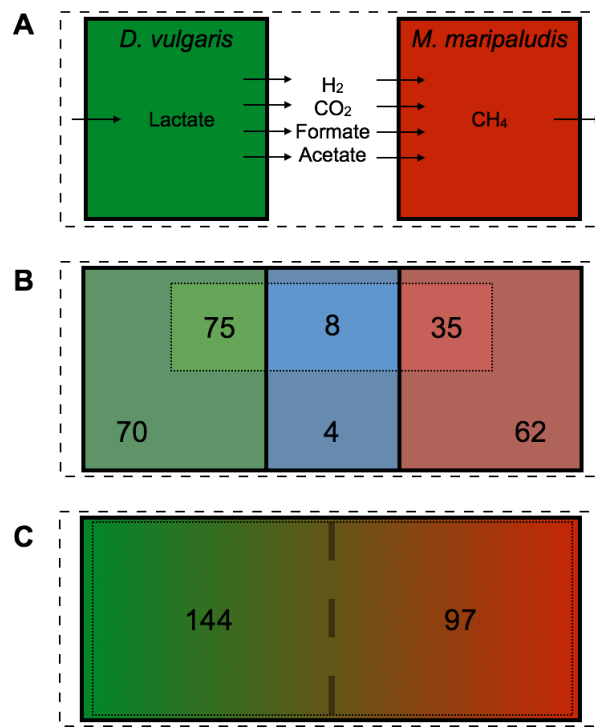 A
D. vulgaris
M. maripaludis
H₂
CO₂
Lactate
Formate
CH₄
Acetate
B
75
8
35
70
4
62
C
144
97